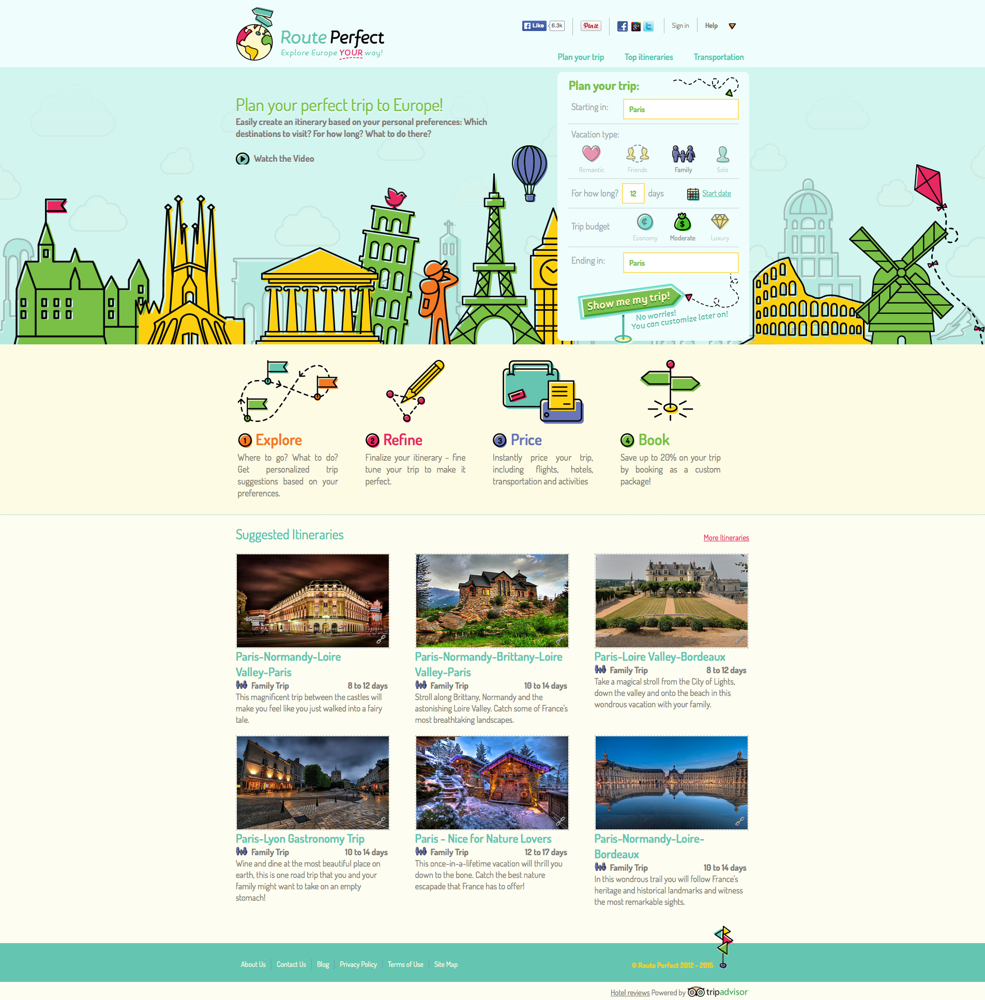 Route Perfect
Explore Europe YOUR way!
Like 6.3k
Pin it
Sign in
Help
Plan your trip
Top itineraries
Transportation
Plan your perfect trip to Europe!
Easily create an itinerary based on your personal preferences: Which
destinations to visit? For how long? What to do there?
Watch the Video
Plan your trip:
Starting in: Paris
Vacation type:
Romantic Friends Family Solo
For how long? 12 days Start date
Trip budget
Economy Moderate Luxury
Ending in: Paris
Show me my trip!
No worries!
You can customize later on!
1 Explore
Where to go? What to do?
Get personalized trip
suggestions based on your
preferences.
2 Refine
Finalize your itinerary - fine
tune your trip to make it
perfect.
3 Price
Instantly price your trip,
including flights, hotels,
transportation and activities
4 Book
Save up to 20% on your trip
by booking as a custom
package!
Suggested Itineraries
More Itineraries
Paris-Normandy-Loire
Valley-Paris
Family Trip 8 to 12 days
This magnificent trip between the castles will
make you feel like you just walked into a fairy
tale.
Paris-Normandy-Brittany-Loire
Valley-Paris
Family Trip 10 to 14 days
Stroll along Brittany, Normandy and the
astonishing Loire Valley. Catch some of France's
most breathtaking landscapes.
Paris-Loire Valley-Bordeaux
Family Trip 8 to 12 days
Take a magical stroll from the City of Lights,
down the valley and onto the beach in this
wondrous vacation with your family.
Paris-Lyon Gastronomy Trip
Family Trip 10 to 14 days
Wine and dine at the most beautiful place on
earth, this is one road trip that you and your
family might want to take on an empty
stomach!
Paris - Nice for Nature Lovers
Family Trip 12 to 17 days
This once-in-a-lifetime vacation will thrill you
down to the bone. Catch the best nature
escapade that France has to offer!
Paris-Normandy-Loire-
Bordeaux
Family Trip 10 to 14 days
In this wondrous trail you will follow France's
heritage and historical landmarks and witness
the most remarkable sights.
About Us
Contact Us
Blog
Privacy Policy
Terms of Use
Site Map
© Route Perfect 2012 - 2015
Hotel reviews Powered by tripadvisor